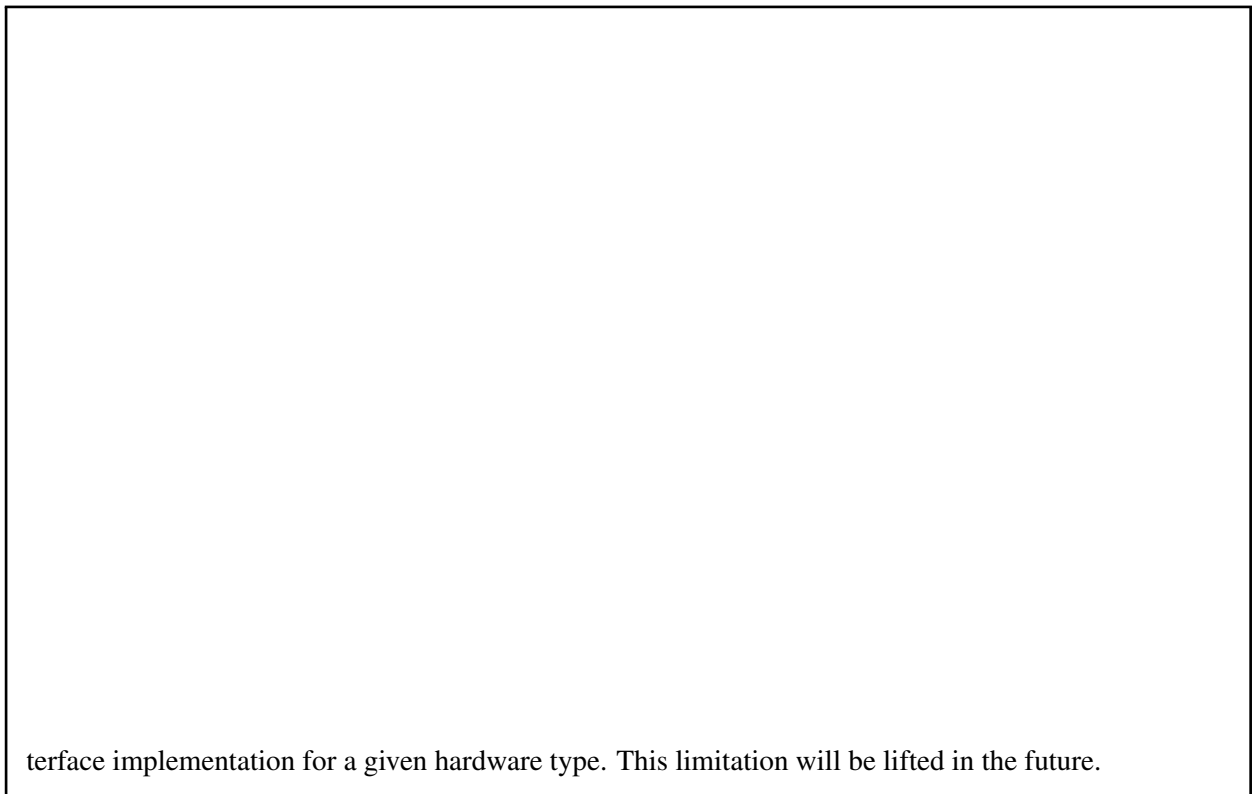 terface implementation for a given hardware type. This limitation will be lifted in the future.